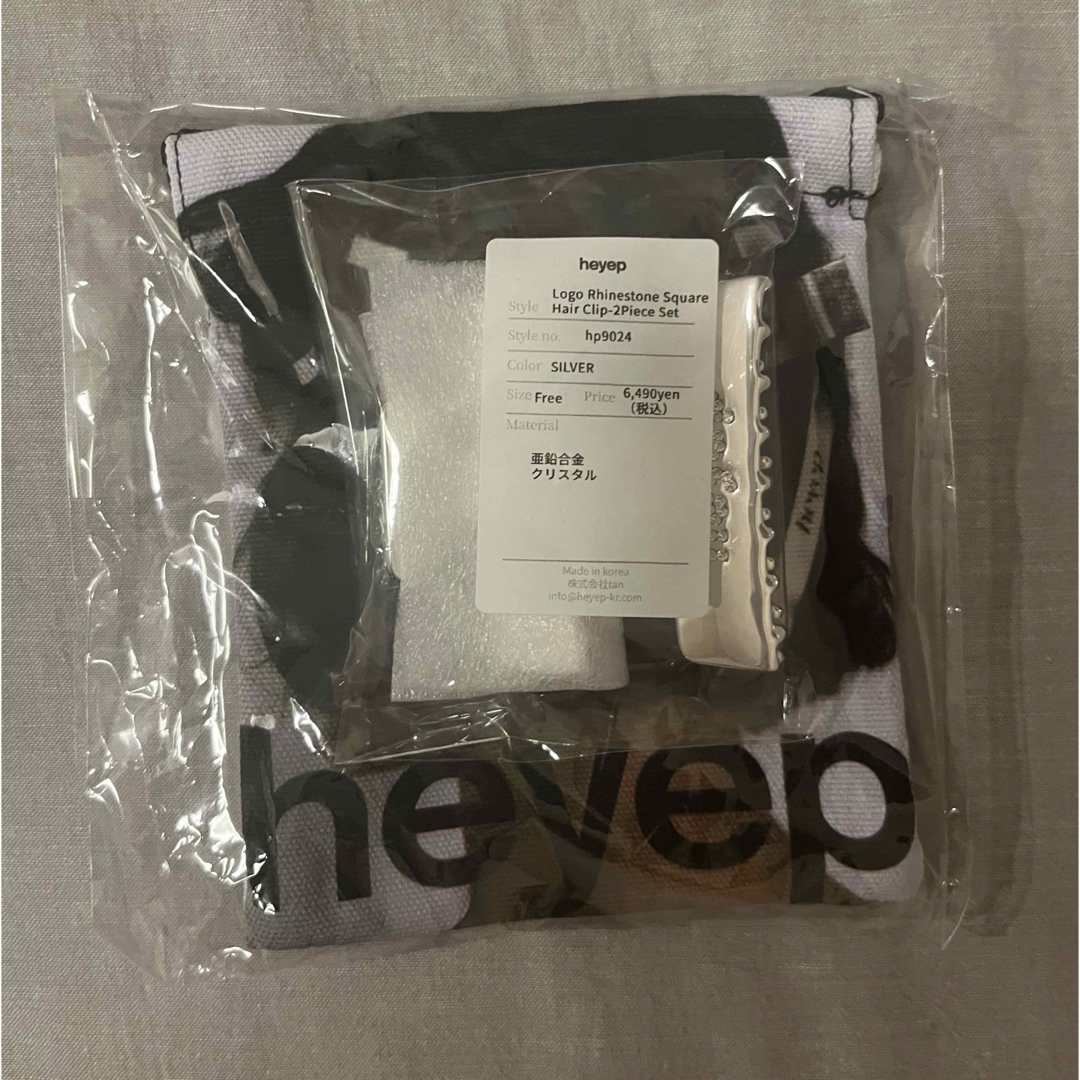 heyep
Style Logo Rhinestone Square
Hair Clip-2Piece Set
Style no. hp9024
Color SILVER
Size Free Price 6,490yen
（税込）
Material
亜鉛合金
クリスタル
Made in korea
株式会社tan
info@heyep-kr.com
heyep